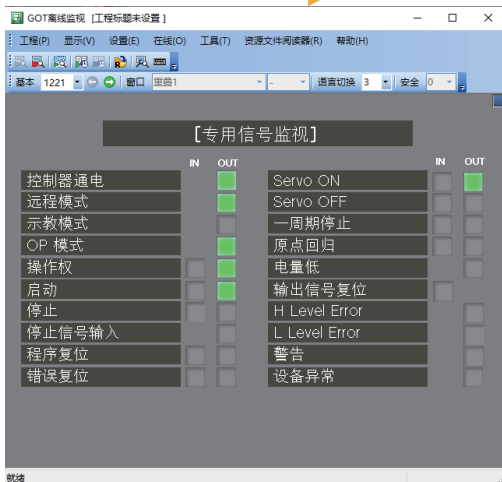 GOT离线监视 [工程标题未设置 ]
工程(P) 显示(V) 设置(E) 在线(O) 工具(T) 资源文件阅读器(R) 帮助(H)
基本 1221 窗口 重叠1 - 语言切换 3 安全 0
[专用信号监视]
IN OUT IN OUT
控制器通电 Servo ON
远程模式 Servo OFF
示教模式 一周期停止
OP 模式 原点回归
操作权 电量低
启动 输出信号复位
停止 H Level Error
停止信号输入 L Level Error
程序复位 警告
错误复位 设备异常
就绪